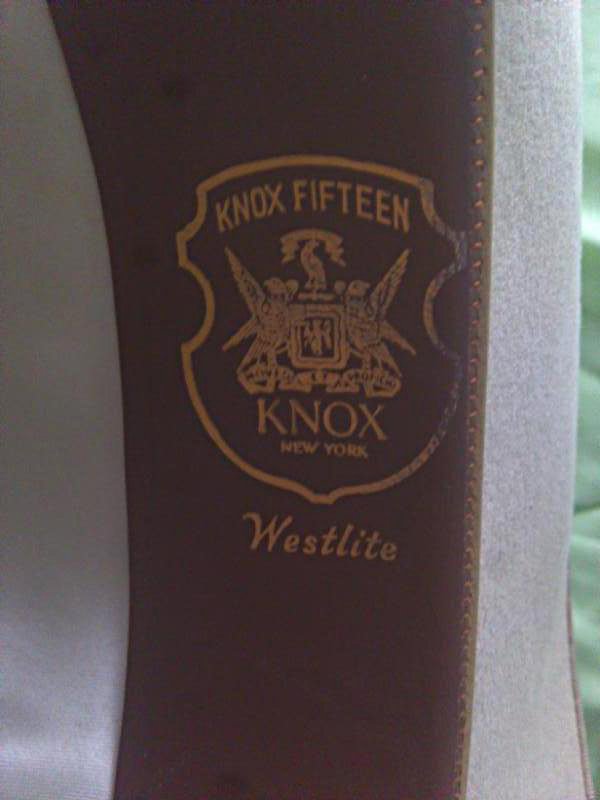 KNOX FIFTEEN
KNOX
NEW YORK
Westlite